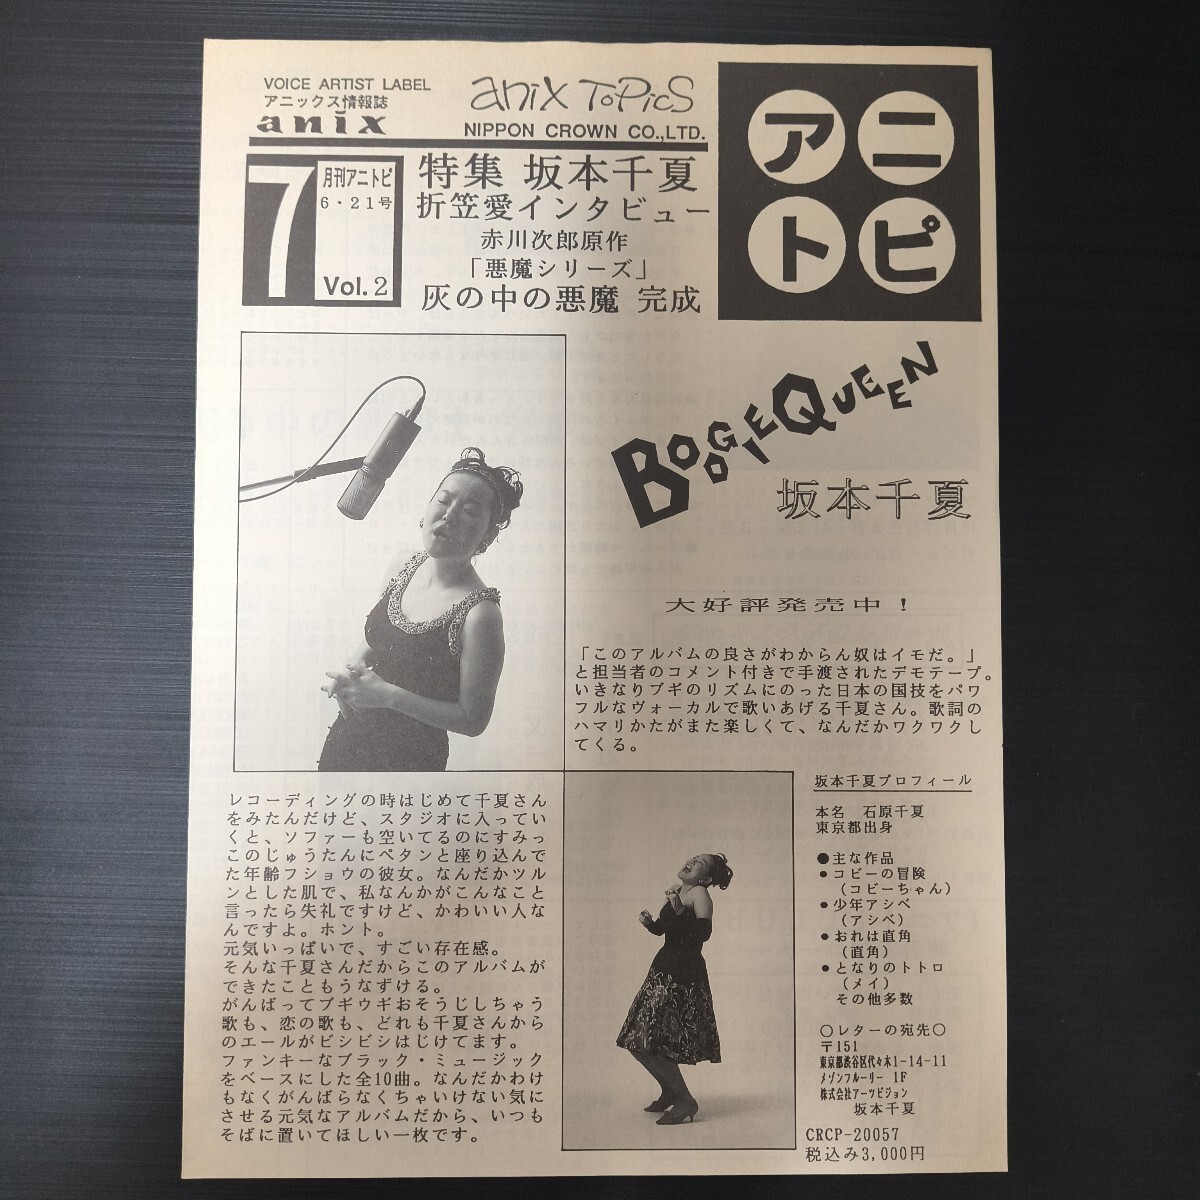 VOICE ARTIST LABEL
アニックス情報誌
anix
anix ToPicS
NIPPON CROWN CO.,LTD.
アニ
トピ
7
月刊アニトピ
6・21号
Vol.2
特集 坂本千夏
折笠愛インタビュー
赤川次郎原作
「悪魔シリーズ」
灰の中の悪魔 完成
BOOGIE QUEEN
坂本千夏
大好評発売中！
「このアルバムの良さがわからん奴はイモだ。」
と担当者のコメント付きで手渡されたデモテープ。
いきなりブギのリズムにのった日本の国技をパワ
フルなヴォーカルで歌いあげる千夏さん。歌詞の
ハマリかたがまた楽しくて、なんだかワクワクし
てくる。
レコーディングの時はじめて千夏さん
をみたんだけど、スタジオに入ってい
くと、ソファーも空いてるのにすみっ
このじゅうたんにペタンと座り込んで
た年齢フショウの彼女。なんだかツル
ンとした肌で、私なんかがこんなこと
言ったら失礼ですけど、かわいい人な
んですよ。ホント。
元気いっぱいで、すごい存在感。
そんな千夏さんだからこのアルバムが
できたこともうなずける。
がんばってブギウギおそうじしちゃう
歌も、恋の歌も、どれも千夏さんから
のエールがビシビシはじけてます。
ファンキーなブラック・ミュージック
をベースにした全10曲。なんだかわけ
もなくがんばらなくちゃいけない気に
させる元気なアルバムだから、いつも
そばに置いてほしい一枚です。
坂本千夏プロフィール
本名　石原千夏
東京都出身
●主な作品
・コビーの冒険
（コビーちゃん）
・少年アシベ
（アシベ）
・おれは直角
（直角）
・となりのトトロ
（メイ）
その他多数
○レターの宛先○
〒151
東京都渋谷区代々木1-14-11
メゾンフルーリー 1F
株式会社アーツビジョン
坂本千夏
CRCP-20057
税込み3,000円